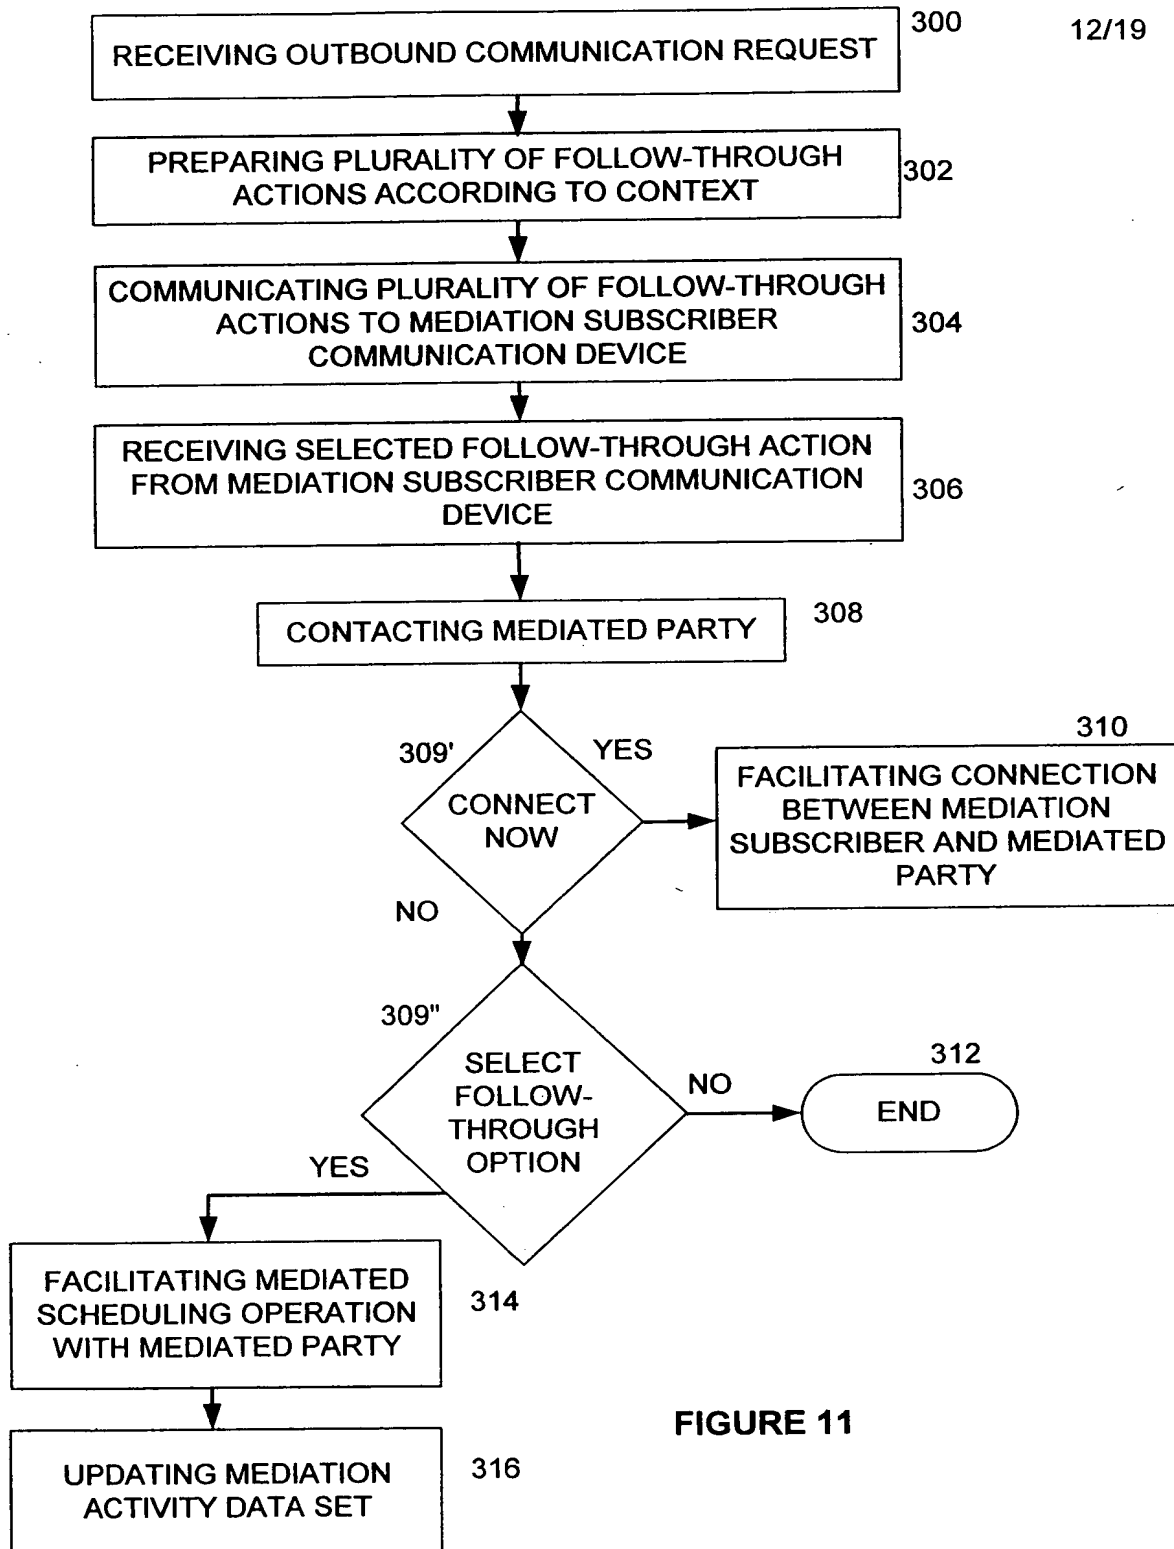 12/19
300
RECEIVING OUTBOUND COMMUNICATION REQUEST
PREPARING PLURALITY OF FOLLOW-THROUGH
ACTIONS ACCORDING TO CONTEXT
302
COMMUNICATING PLURALITY OF FOLLOW-THROUGH
ACTIONS TO MEDIATION SUBSCRIBER
COMMUNICATION DEVICE
304
RECEIVING SELECTED FOLLOW-THROUGH ACTION
FROM MEDIATION SUBSCRIBER COMMUNICATION
DEVICE
306
CONTACTING MEDIATED PARTY
308
309'
CONNECT
NOW
YES
310
FACILITATING CONNECTION
BETWEEN MEDIATION
SUBSCRIBER AND MEDIATED
PARTY
NO
309"
SELECT
FOLLOW-
THROUGH
OPTION
NO
312
END
YES
FACILITATING MEDIATED
SCHEDULING OPERATION
WITH MEDIATED PARTY
314
UPDATING MEDIATION
ACTIVITY DATA SET
316
FIGURE 11